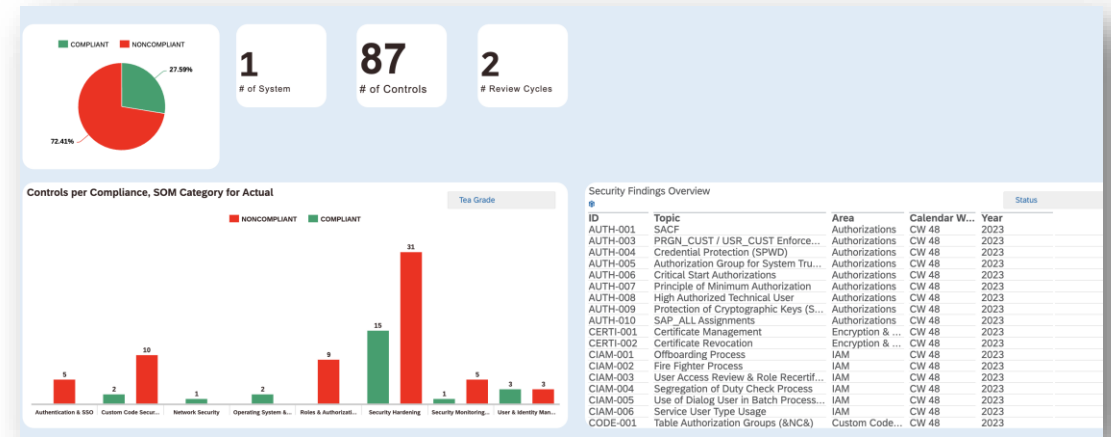 COMPLIANT NONCOMPLIANT
27.59%
72.41%
1
# of System
87
# of Controls
2
# Review Cycles
Controls per Compliance, SOM Category for Actual
Tea Grade
NONCOMPLIANT COMPLIANT
5
2
10
1
2
9
15
31
1
5
3
3
Authentication & SSO
Custom Code Secur...
Network Security
Operating System &...
Roles & Authorizati...
Security Hardening
Security Monitoring...
User & Identity Man...
Security Findings Overview
Status
ID Topic Area Calendar W... Year
AUTH-001 SACF Authorizations CW 48 2023
AUTH-003 PRGN_CUST / USR_CUST Enforce... Authorizations CW 48 2023
AUTH-004 Credential Protection (SPWD) Authorizations CW 48 2023
AUTH-005 Authorization Group for System Tru... Authorizations CW 48 2023
AUTH-006 Critical Start Authorizations Authorizations CW 48 2023
AUTH-007 Principle of Minimum Authorization Authorizations CW 48 2023
AUTH-008 High Authorized Technical User Authorizations CW 48 2023
AUTH-009 Protection of Cryptographic Keys (S... Authorizations CW 48 2023
AUTH-010 SAP_ALL Assignments Authorizations CW 48 2023
CERTI-001 Certificate Management Encryption & ... CW 48 2023
CERTI-002 Certificate Revocation Encryption & ... CW 48 2023
CIAM-001 Offboarding Process IAM CW 48 2023
CIAM-002 Fire Fighter Process IAM CW 48 2023
CIAM-003 User Access Review & Role Recertif... IAM CW 48 2023
CIAM-004 Segregation of Duty Check Process IAM CW 48 2023
CIAM-005 Use of Dialog User in Batch Process... IAM CW 48 2023
CIAM-006 Service User Type Usage IAM CW 48 2023
CODE-001 Table Authorization Groups (&NC&) Custom Code... CW 48 2023